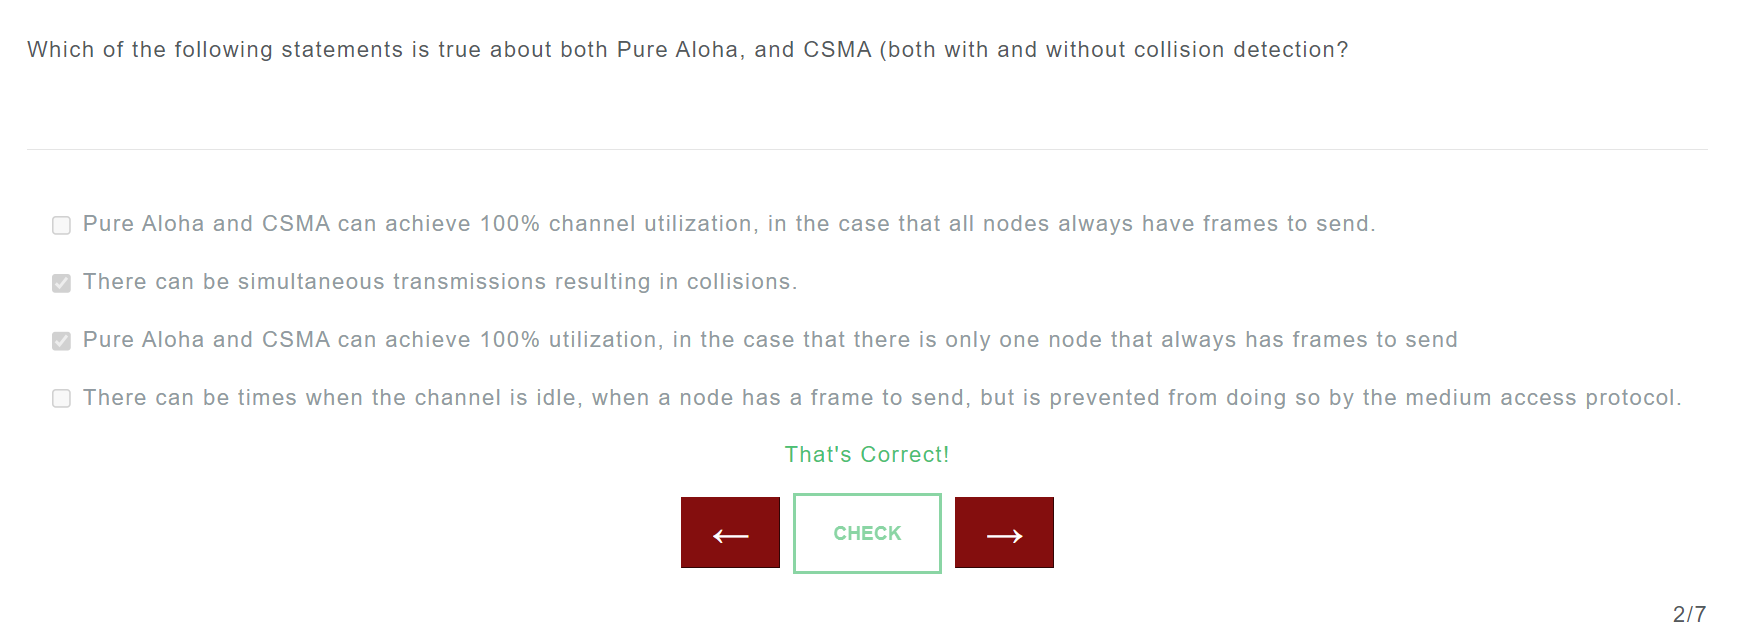 Which of the following statements is true about both Pure Aloha, and CSMA (both with and without collision detection?
Pure Aloha and CSMA can achieve 100% channel utilization, in the case that all nodes always have frames to send.
There can be simultaneous transmissions resulting in collisions.
Pure Aloha and CSMA can achieve 100% utilization, in the case that there is only one node that always has frames to send
There can be times when the channel is idle, when a node has a frame to send, but is prevented from doing so by the medium access protocol.
That's Correct!
← CHECK →
2/7